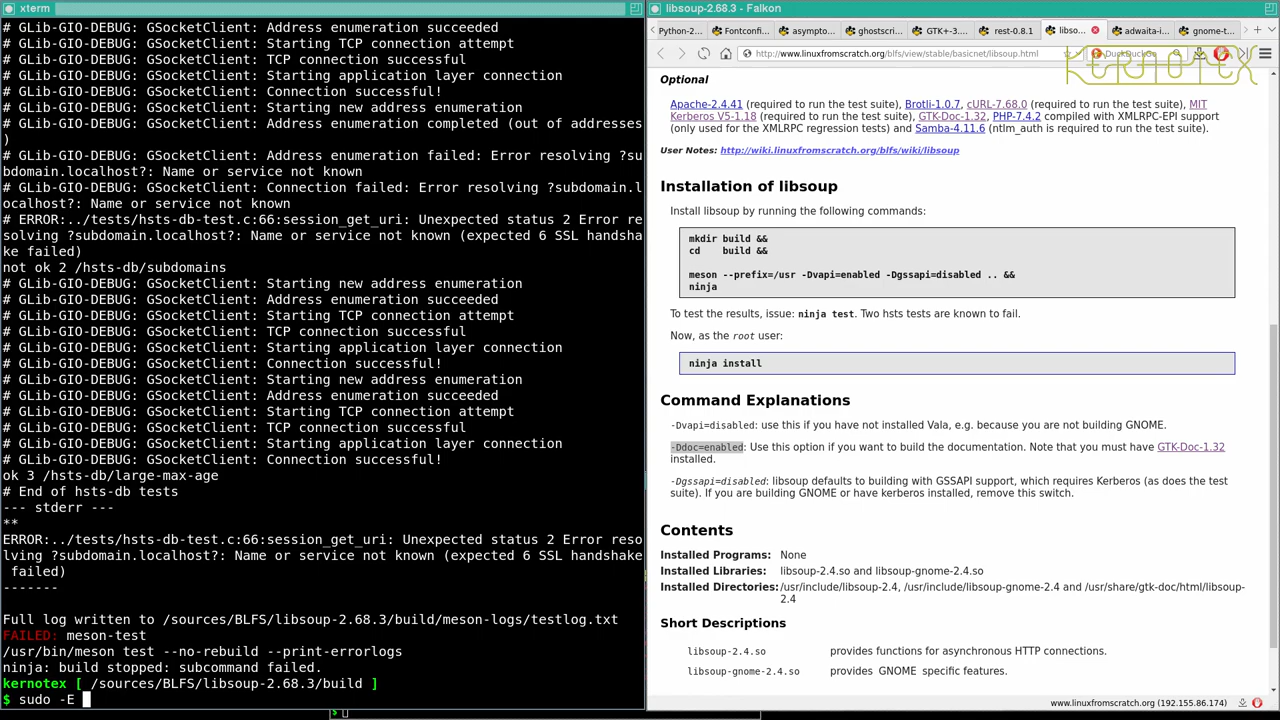 xterm
# GLib-GIO-DEBUG: GSocketClient: Address enumeration succeeded
# GLib-GIO-DEBUG: GSocketClient: Starting TCP connection attempt
# GLib-GIO-DEBUG: GSocketClient: TCP connection successful
# GLib-GIO-DEBUG: GSocketClient: Starting application layer connection
# GLib-GIO-DEBUG: GSocketClient: Connection successful!
# GLib-GIO-DEBUG: GSocketClient: Starting new address enumeration
# GLib-GIO-DEBUG: GSocketClient: Address enumeration completed (out of addresses
)
# GLib-GIO-DEBUG: GSocketClient: Address enumeration failed: Error resolving ?su
bdomain.localhost?: Name or service not known
# GLib-GIO-DEBUG: GSocketClient: Connection failed: Error resolving ?subdomain.l
ocalhost?: Name or service not known
# ERROR:../tests/hsts-db-test.c:66:session_get_uri: Unexpected status 2 Error re
solving ?subdomain.localhost?: Name or service not known (expected 6 SSL handsha
ke failed)
not ok 2 /hsts-db/subdomains
# GLib-GIO-DEBUG: GSocketClient: Starting new address enumeration
# GLib-GIO-DEBUG: GSocketClient: Address enumeration succeeded
# GLib-GIO-DEBUG: GSocketClient: Starting TCP connection attempt
# GLib-GIO-DEBUG: GSocketClient: TCP connection successful
# GLib-GIO-DEBUG: GSocketClient: Starting application layer connection
# GLib-GIO-DEBUG: GSocketClient: Connection successful!
# GLib-GIO-DEBUG: GSocketClient: Starting new address enumeration
# GLib-GIO-DEBUG: GSocketClient: Address enumeration succeeded
# GLib-GIO-DEBUG: GSocketClient: Starting TCP connection attempt
# GLib-GIO-DEBUG: GSocketClient: TCP connection successful
# GLib-GIO-DEBUG: GSocketClient: Starting application layer connection
# GLib-GIO-DEBUG: GSocketClient: Connection successful!
ok 3 /hsts-db/large-max-age
# End of hsts-db tests
--- stderr ---
**
ERROR:../tests/hsts-db-test.c:66:session_get_uri: Unexpected status 2 Error reso
lving ?subdomain.localhost?: Name or service not known (expected 6 SSL handshake
 failed)
-------
Full log written to /sources/BLFS/libsoup-2.68.3/build/meson-logs/testlog.txt
FAILED: meson-test
/usr/bin/meson test --no-rebuild --print-errorlogs
ninja: build stopped: subcommand failed.
kernotex [ /sources/BLFS/libsoup-2.68.3/build ]
$ sudo -E
$
libsoup-2.68.3 - Falkon
Python-2... Fontconfi... asympto... ghostscri... GTK+-3... rest-0.8.1 libso... adwaita-i... gnome-t...
http://www.linuxfromscratch.org/blfs/view/stable/basicnet/libsoup.html DuckDuckGo
KERNOTEX
Optional
Apache-2.4.41 (required to run the test suite), Brotli-1.0.7, cURL-7.68.0 (required to run the test suite), MIT
Kerberos V5-1.18 (required to run the test suite), GTK-Doc-1.32, PHP-7.4.2 compiled with XMLRPC-EPI support
(only used for the XMLRPC regression tests) and Samba-4.11.6 (ntlm_auth is required to run the test suite).
User Notes: http://wiki.linuxfromscratch.org/blfs/wiki/libsoup
Installation of libsoup
Install libsoup by running the following commands:
mkdir build &&
cd    build &&
meson --prefix=/usr -Dvapi=enabled -Dgssapi=disabled .. &&
ninja
To test the results, issue: ninja test. Two hsts tests are known to fail.
Now, as the root user:
ninja install
Command Explanations
-Dvapi=disabled: use this if you have not installed Vala, e.g. because you are not building GNOME.
-Ddoc=enabled: Use this option if you want to build the documentation. Note that you must have GTK-Doc-1.32
installed.
-Dgssapi=disabled: libsoup defaults to building with GSSAPI support, which requires Kerberos (as does the test
suite). If you are building GNOME or have kerberos installed, remove this switch.
Contents
Installed Programs: None
Installed Libraries: libsoup-2.4.so and libsoup-gnome-2.4.so
Installed Directories: /usr/include/libsoup-2.4, /usr/include/libsoup-gnome-2.4 and /usr/share/gtk-doc/html/libsoup-
2.4
Short Descriptions
libsoup-2.4.so provides functions for asynchronous HTTP connections.
libsoup-gnome-2.4.so provides GNOME specific features.
www.linuxfromscratch.org (192.155.86.174)